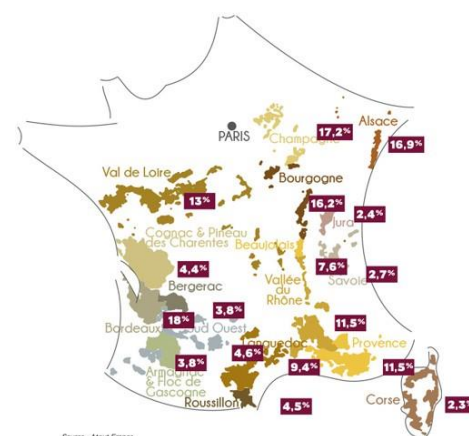 Alsace
PARIS
Champagne
17,2%
16,9%
Val de Loire
Bourgogne
13%
16,2%
Jura
2,4%
Cognac & Pineau
des Charentes
Beaujolais
4,4%
7,6%
Savoie
2,7%
Bergerac
Vallée
du
Rhône
3,8%
18%
Bordeaux
Sud Ouest
11,5%
Languedoc
Provence
3,8%
4,6%
9,4%
11,5%
Armagnac
& Floc de
Gascogne
Roussillon
4,5%
Corse
2,3%